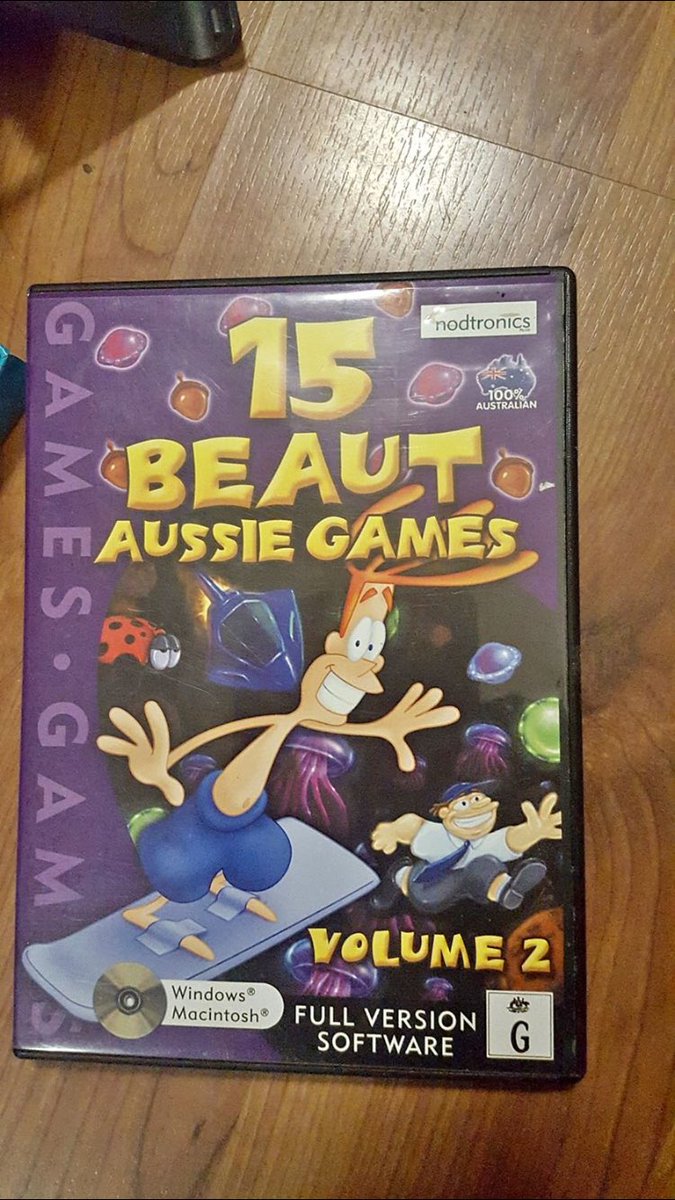 GAMES · GAMES
nodtronics
15
100%
AUSTRALIAN
BEAUT
AUSSIE GAMES
VOLUME 2
Windows®
Macintosh®
FULL VERSION
SOFTWARE
G